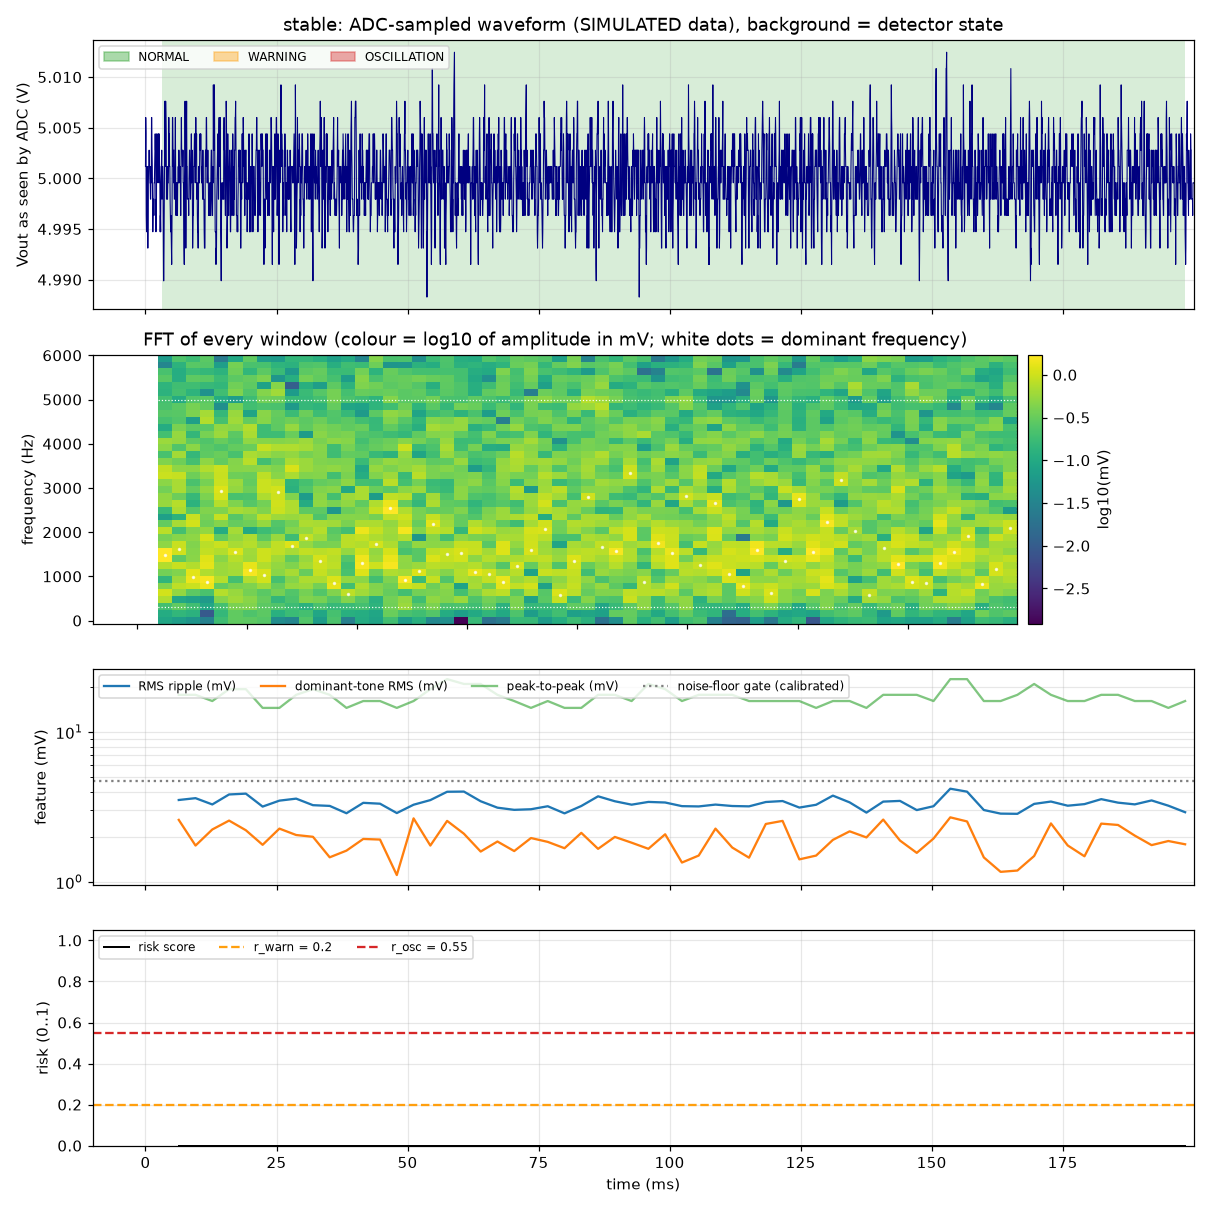 stable: ADC-sampled waveform (SIMULATED data), background = detector state
NORMAL WARNING OSCILLATION
Vout as seen by ADC (V)
5.010
5.005
5.000
4.995
4.990
FFT of every window (colour = log10 of amplitude in mV; white dots = dominant frequency)
frequency (Hz)
6000
5000
4000
3000
2000
1000
0
0.0
−0.5
−1.0
−1.5
−2.0
−2.5
log10(mV)
RMS ripple (mV) dominant-tone RMS (mV) peak-to-peak (mV) noise-floor gate (calibrated)
feature (mV)
10¹
10⁰
risk score r_warn = 0.2 r_osc = 0.55
risk (0..1)
1.0
0.8
0.6
0.4
0.2
0.0
0 25 50 75 100 125 150 175
time (ms)